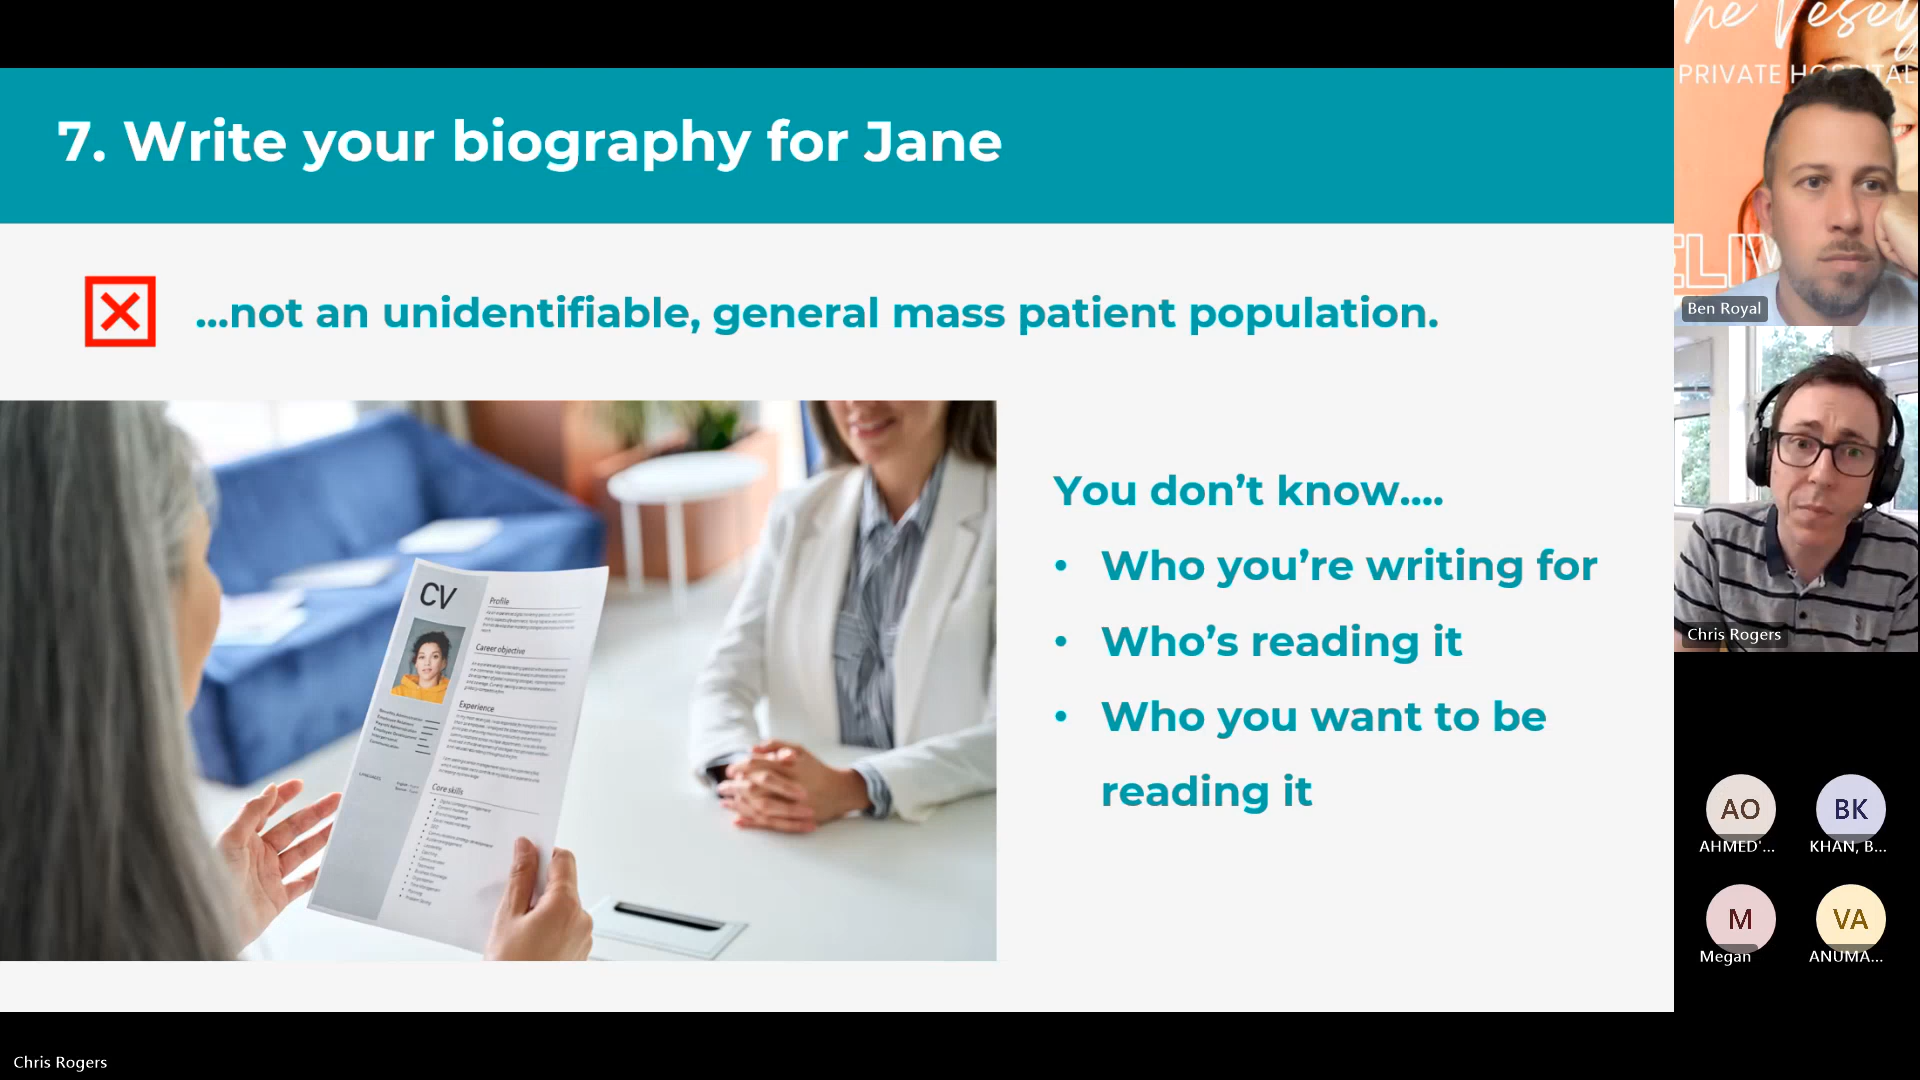 7. Write your biography for Jane
...not an unidentifiable, general mass patient population.
You don’t know....
• Who you’re writing for
• Who’s reading it
• Who you want to be
reading it
CV
Profile
Career objective
Experience
Core skills
PRIVATE HOSPITAL
Ben Royal
Chris Rogers
AO
AHMED'...
BK
KHAN, B...
M
Megan
VA
ANUMA...
Chris Rogers